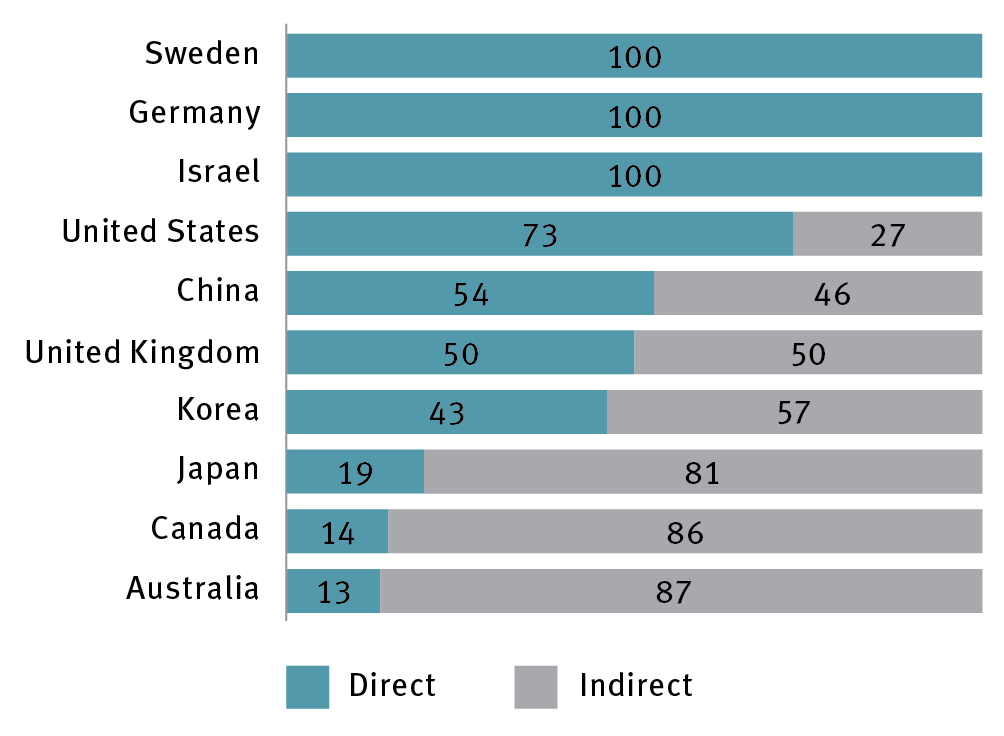 Sweden 100
Germany 100
Israel 100
United States 73 27
China 54 46
United Kingdom 50 50
Korea 43 57
Japan 19 81
Canada 14 86
Australia 13 87
Direct Indirect